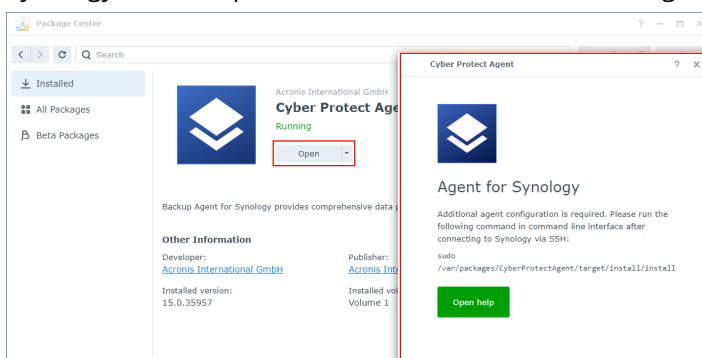 Package Center
? — X
Search
Installed
All Packages
Beta Packages
Acronis International GmbH
Cyber Protect Age
Running
Open
Backup Agent for Synology provides comprehensive data
Other Information
Developer:
Acronis International GmbH
Publisher:
Acronis Inte
Installed version:
15.0.35957
Installed vol
Volume 1
Cyber Protect Agent
? X
Agent for Synology
Additional agent configuration is required. Please run the
following command in command line interface after
connecting to Synology via SSH:
sudo
/var/packages/CyberProtectAgent/target/install/install
Open help